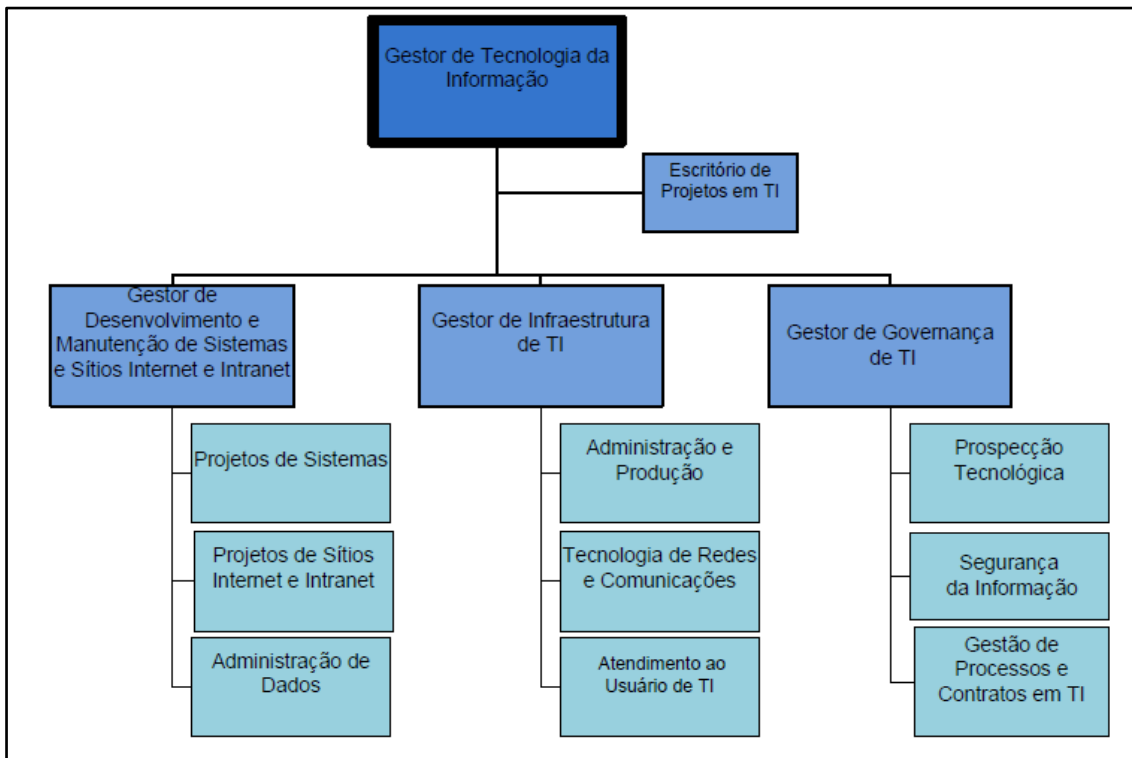 Gestor de Tecnologia da
Informação
Escritório de
Projetos em TI
Gestor de
Desenvolvimento e
Manutenção de Sistemas
e Sítios Internet e Intranet
Gestor de Infraestrutura
de TI
Gestor de Governança
de TI
Projetos de Sistemas
Projetos de Sítios
Internet e Intranet
Administração de
Dados
Administração e
Produção
Tecnologia de Redes
e Comunicações
Atendimento ao
Usuário de TI
Prospecção
Tecnológica
Segurança
da Informação
Gestão de
Processos e
Contratos em TI